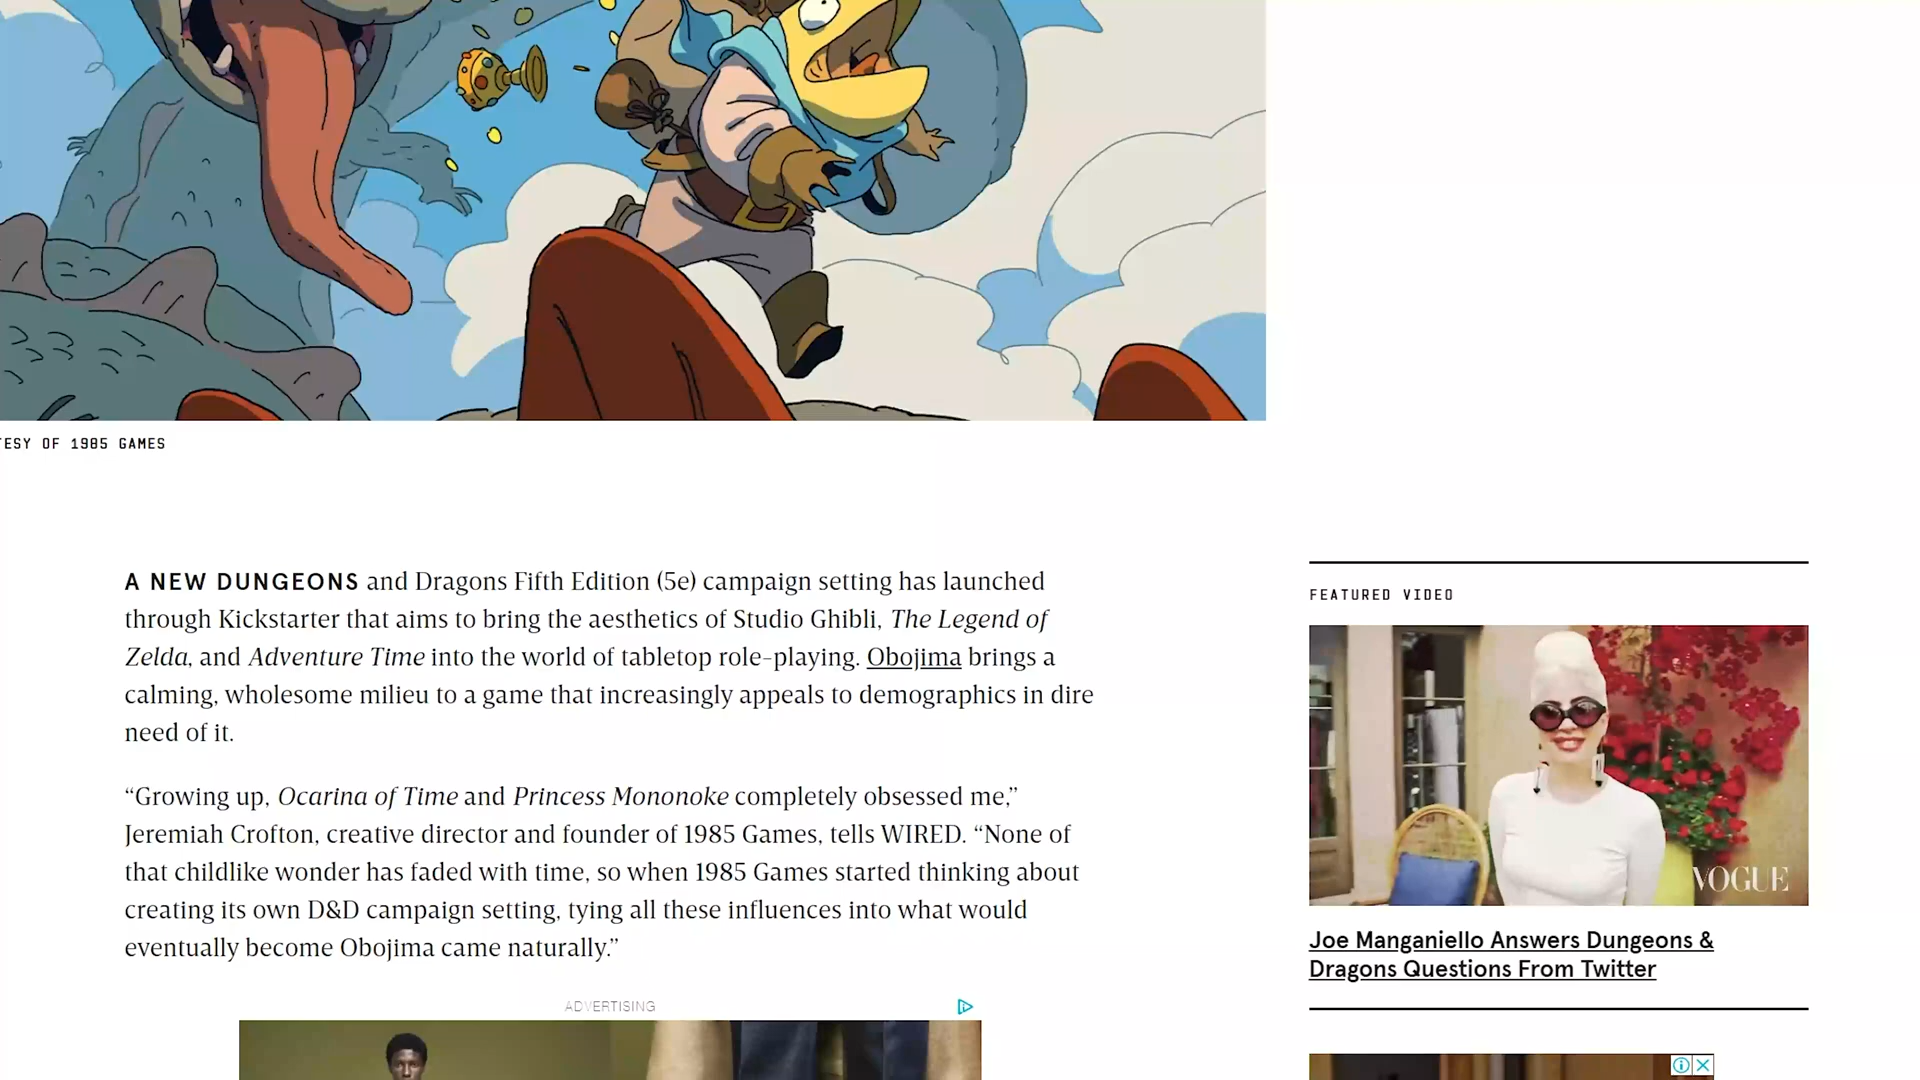 ESY OF 1985 GAMES
A NEW DUNGEONS and Dragons Fifth Edition (5e) campaign setting has launched
through Kickstarter that aims to bring the aesthetics of Studio Ghibli, The Legend of
Zelda, and Adventure Time into the world of tabletop role-playing. Obojima brings a
calming, wholesome milieu to a game that increasingly appeals to demographics in dire
need of it.
“Growing up, Ocarina of Time and Princess Mononoke completely obsessed me,”
Jeremiah Crofton, creative director and founder of 1985 Games, tells WIRED. “None of
that childlike wonder has faded with time, so when 1985 Games started thinking about
creating its own D&D campaign setting, tying all these influences into what would
eventually become Obojima came naturally.”
ADVERTISING
FEATURED VIDEO
VOGUE
Joe Manganiello Answers Dungeons &
Dragons Questions From Twitter